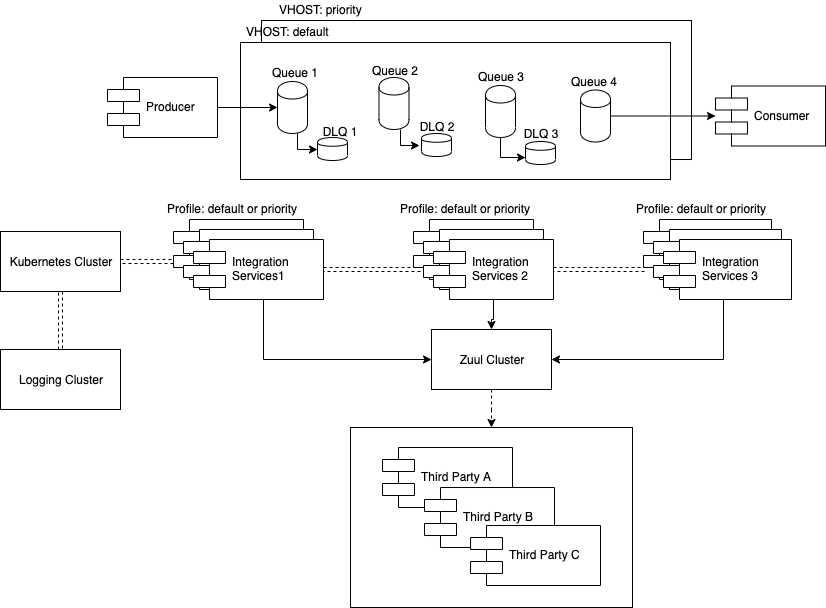 VHOST: priority
VHOST: default
Queue 1
Queue 2
Queue 3
Queue 4
Producer
DLQ 1
DLQ 2
DLQ 3
Consumer
Profile: default or priority
Profile: default or priority
Profile: default or priority
Kubernetes Cluster
Integration
Services1
Integration
Services 2
Integration
Services 3
Zuul Cluster
Logging Cluster
Third Party A
Third Party B
Third Party C